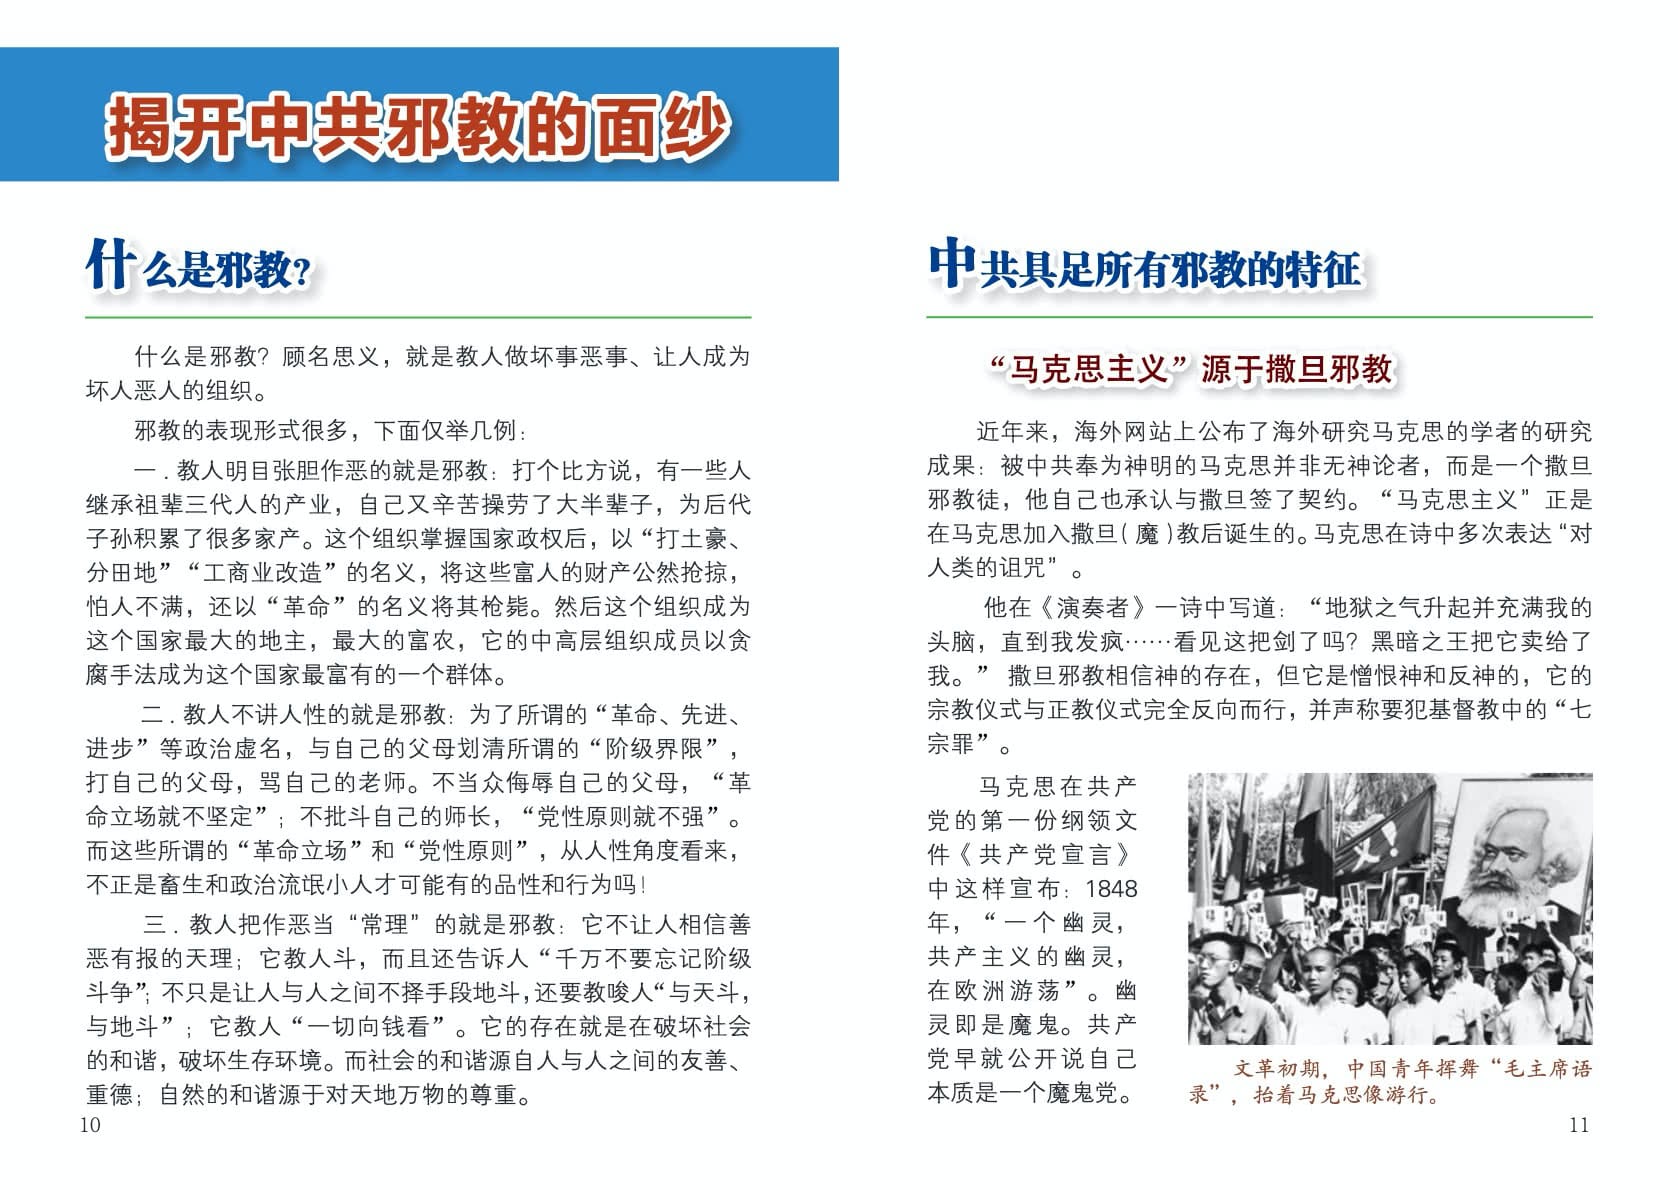 揭开中共邪教的面纱
什么是邪教？
什么是邪教？顾名思义，就是教人做坏事恶事、让人成为
坏人恶人的组织。
邪教的表现形式很多，下面仅举几例：
一．教人明目张胆作恶的就是邪教：打个比方说，有一些人
继承祖辈三代人的产业，自己又辛苦操劳了大半辈子，为后代
子孙积累了很多家产。这个组织掌握国家政权后，以“打土豪、
分田地”“工商业改造”的名义，将这些富人的财产公然抢掠，
怕人不满，还以“革命”的名义将其枪毙。然后这个组织成为
这个国家最大的地主，最大的富农，它的中高层组织成员以贪
腐手法成为这个国家最富有的一个群体。
二．教人不讲人性的就是邪教：为了所谓的“革命、先进、
进步”等政治虚名，与自己的父母划清所谓的“阶级界限”，
打自己的父母，骂自己的老师。不当众侮辱自己的父母，“革
命立场就不坚定”；不批斗自己的师长，“党性原则就不强”。
而这些所谓的“革命立场”和“党性原则”，从人性角度看来，
不正是畜生和政治流氓小人才可能有的品性和行为吗！
三．教人把作恶当“常理”的就是邪教：它不让人相信善
恶有报的天理；它教人斗，而且还告诉人“千万不要忘记阶级
斗争”；不只是让人与人之间不择手段地斗，还要教唆人“与天斗，
与地斗”；它教人“一切向钱看”。它的存在就是在破坏社会
的和谐，破坏生存环境。而社会的和谐源自人与人之间的友善、
重德；自然的和谐源于对天地万物的尊重。
10
中共具足所有邪教的特征
“马克思主义”源于撒旦邪教
近年来，海外网站上公布了海外研究马克思的学者的研究
成果：被中共奉为神明的马克思并非无神论者，而是一个撒旦
邪教徒，他自己也承认与撒旦签了契约。“马克思主义”正是
在马克思加入撒旦（魔）教后诞生的。马克思在诗中多次表达“对
人类的诅咒”。
他在《演奏者》一诗中写道：“地狱之气升起并充满我的
头脑，直到我发疯……看见这把剑了吗？黑暗之王把它卖给了
我。”撒旦邪教相信神的存在，但它是憎恨神和反神的，它的
宗教仪式与正教仪式完全反向而行，并声称要犯基督教中的“七
宗罪”。
马克思在共产
党的第一份纲领文
件《共产党宣言》
中这样宣布：1848
年，“一个幽灵，
共产主义的幽灵，
在欧洲游荡”。幽
灵即是魔鬼。共产
党早就公开说自己
本质是一个魔鬼党。
文革初期，中国青年挥舞“毛主席语
录”，抬着马克思像游行。
11